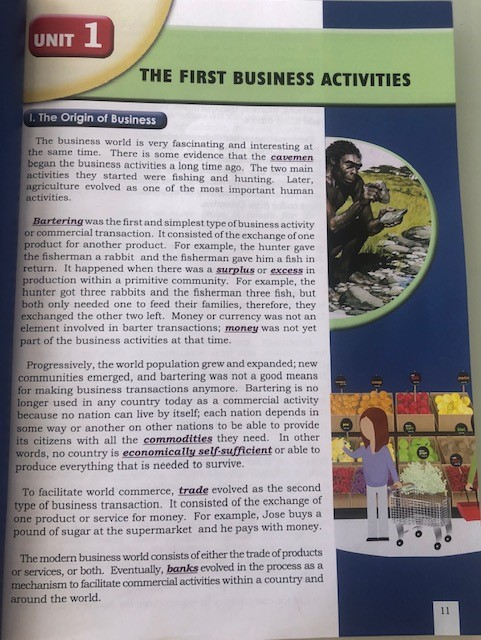 UNIT 1
THE FIRST BUSINESS ACTIVITIES
I. The Origin of Business
The business world is very fascinating and interesting at
the same time. There is some evidence that the cavemen
began the business activities a long time ago. The two main
activities they started were fishing and hunting. Later,
agriculture evolved as one of the most important human
activities.
Bartering was the first and simplest type of business activity
or commercial transaction. It consisted of the exchange of one
product for another product. For example, the hunter gave
the fisherman a rabbit and the fisherman gave him a fish in
return. It happened when there was a surplus or excess in
production within a primitive community. For example, the
hunter got three rabbits and the fisherman three fish, but
both only needed one to feed their families, therefore, they
exchanged the other two left. Money or currency was not an
element involved in barter transactions; money was not yet
part of the business activities at that time.
Progressively, the world population grew and expanded; new
communities emerged, and bartering was not a good means
for making business transactions anymore. Bartering is no
longer used in any country today as a commercial activity
because no nation can live by itself; each nation depends in
some way or another on other nations to be able to provide
its citizens with all the commodities they need. In other
words, no country is economically self-sufficient or able to
produce everything that is needed to survive.
To facilitate world commerce, trade evolved as the second
type of business transaction. It consisted of the exchange of
one product or service for money. For example, Jose buys a
pound of sugar at the supermarket and he pays with money.
The modern business world consists of either the trade of products
or services, or both. Eventually, banks evolved in the process as a
mechanism to facilitate commercial activities within a country and
around the world.
11